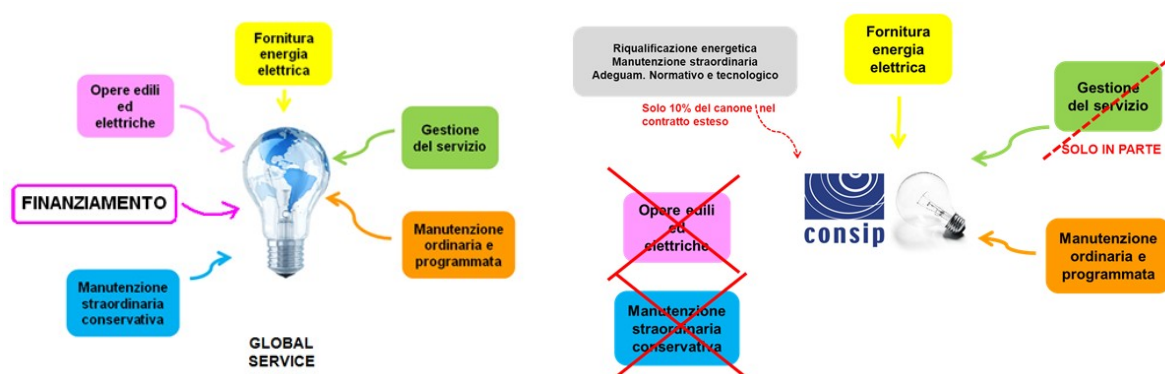 Fornitura
energia
elettrica
Opere edili
ed
elettriche
Gestione
del servizio
FINANZIAMENTO
Manutenzione
ordinaria e
programmata
Manutenzione
straordinaria
conservativa
GLOBAL
SERVICE
Riqualificazione energetica
Manutenzione straordinaria
Adeguam. Normativo e tecnologico
Solo 10% del canone nel
contratto esteso
Fornitura
energia
elettrica
Gestione
del servizio
SOLO IN PARTE
Opere edili
ed
elettriche
consip
Manutenzione
ordinaria e
programmata
Manutenzione
straordinaria
conservativa